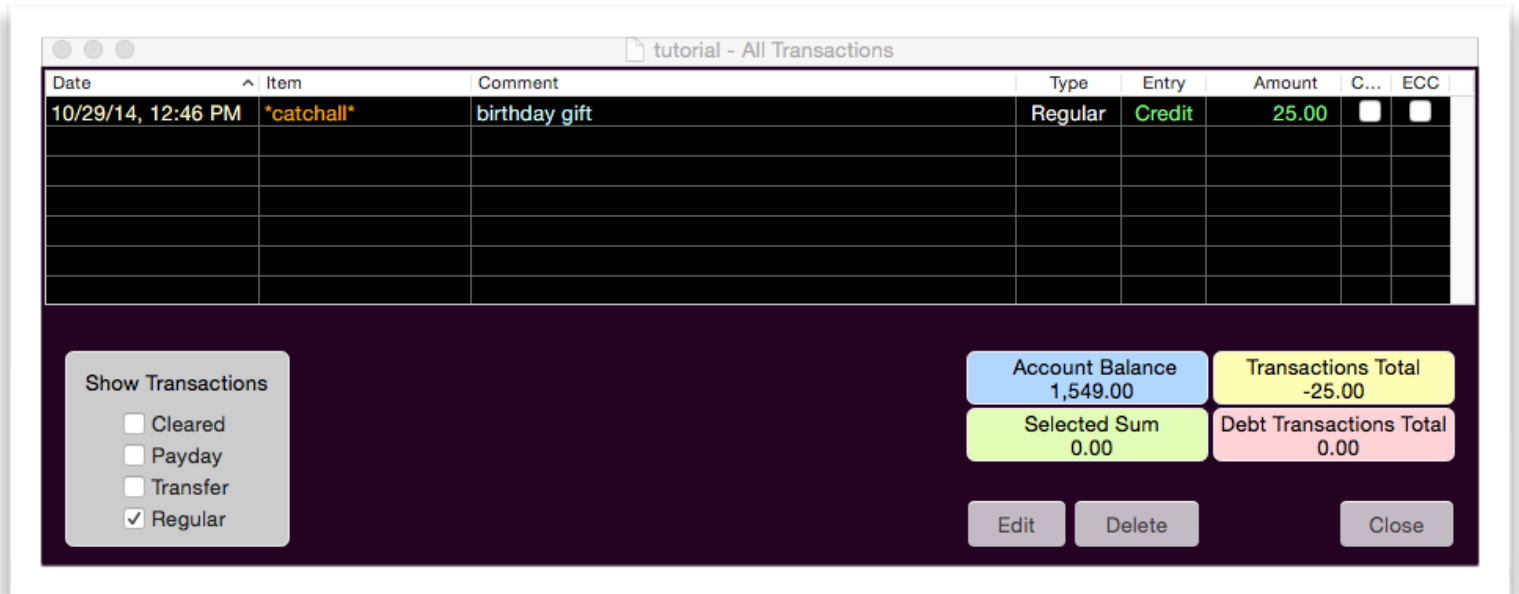 tutorial - All Transactions
Date Item Comment Type Entry Amount C... ECC
10/29/14, 12:46 PM *catchall* birthday gift Regular Credit 25.00
Show Transactions
Cleared
Payday
Transfer
Regular
Account Balance
1,549.00
Transactions Total
-25.00
Selected Sum
0.00
Debt Transactions Total
0.00
Edit Delete Close